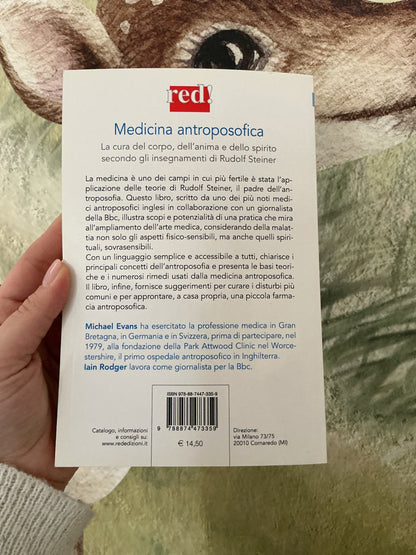 red!
Medicina antroposofica
La cura del corpo, dell'anima e dello spirito
secondo gli insegnamenti di Rudolf Steiner
La medicina è uno dei campi in cui più fertile è stata l'ap-
plicazione delle teorie di Rudolf Steiner, il padre dell'an-
troposofia. Questo libro, scritto da uno dei più noti medi-
ci antroposofici inglesi in collaborazione con un giornalista
della Bbc, illustra scopi e potenzialità di una pratica che mira
all'ampliamento dell'arte medica, considerando della malat-
tia non solo gli aspetti fisico-sensibili, ma anche quelli spiri-
tuali, sovrasensibili.
Con un linguaggio semplice e accessibile a tutti, chiarisce i
principali concetti dell'antroposofia e presenta le basi teori-
che e i numerosi rimedi usati dalla medicina antroposofica.
Il libro, infine, fornisce suggerimenti per curare i disturbi più
comuni e per approntare, a casa propria, una piccola farma-
cia antroposofica.
Michael Evans ha esercitato la professione medica in Gran
Bretagna, in Germania e in Svizzera, prima di partecipare, nel
1979, alla fondazione della Park Attwood Clinic nel Worce-
stershire, il primo ospedale antroposofico in Inghilterra.
Iain Rodger lavora come giornalista per la Bbc.
ISBN 978-88-7447-335-9
9 788874 473359
Catalogo, informazioni
e consigli su:
www.rededizioni.it
€ 14,50
Direzione:
via Milano 73/75
20010 Cornaredo (MI)